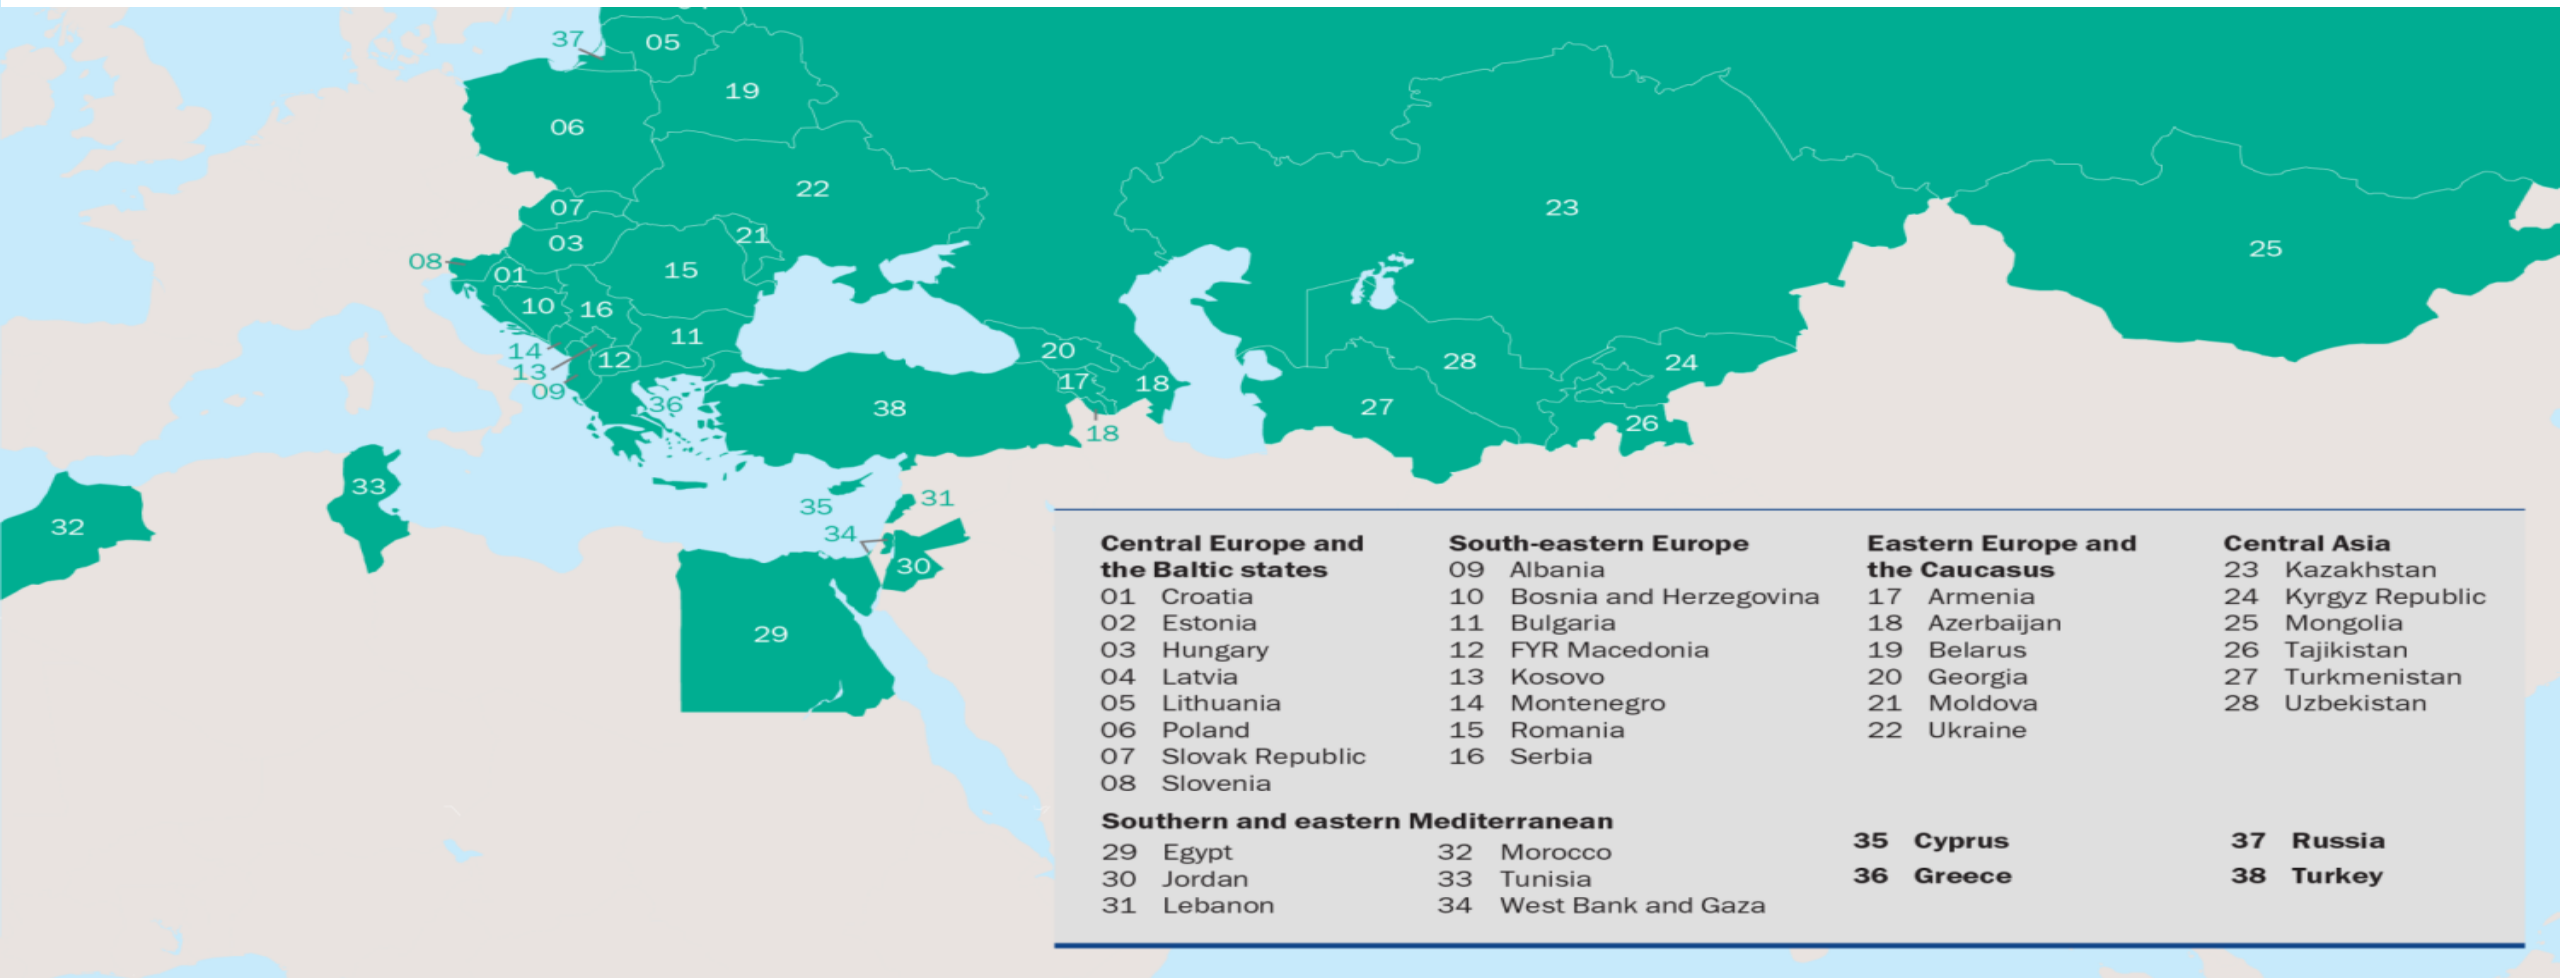 37
05
19
06
22
07
23
03
21
25
08
01
15
10
16
11
14
20
12
28
24
13
17
18
09
36
38
27
26
18
33
35
31
32
34
30
29
Central Europe and
the Baltic states
01 Croatia
02 Estonia
03 Hungary
04 Latvia
05 Lithuania
06 Poland
07 Slovak Republic
08 Slovenia
South-eastern Europe
09 Albania
10 Bosnia and Herzegovina
11 Bulgaria
12 FYR Macedonia
13 Kosovo
14 Montenegro
15 Romania
16 Serbia
Eastern Europe and
the Caucasus
17 Armenia
18 Azerbaijan
19 Belarus
20 Georgia
21 Moldova
22 Ukraine
Central Asia
23 Kazakhstan
24 Kyrgyz Republic
25 Mongolia
26 Tajikistan
27 Turkmenistan
28 Uzbekistan
Southern and eastern Mediterranean
29 Egypt
30 Jordan
31 Lebanon
32 Morocco
33 Tunisia
34 West Bank and Gaza
35 Cyprus
36 Greece
37 Russia
38 Turkey